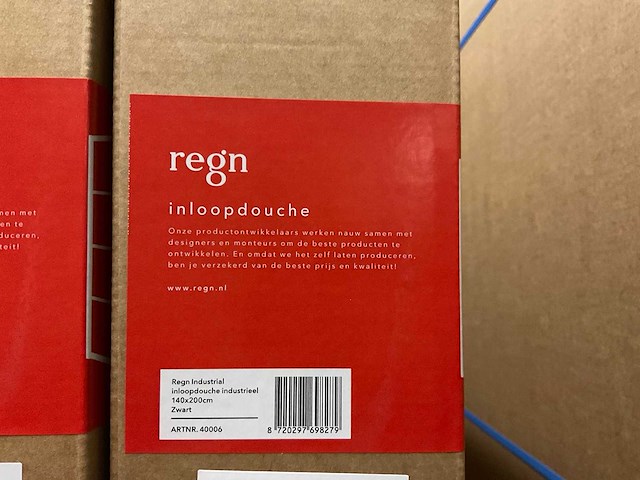 regn
inloopdouche
Onze productontwikkelaars werken nauw samen met
designers en monteurs om de beste producten te
ontwikkelen. En omdat we het zelf laten produceren,
ben je verzekerd van de beste prijs en kwaliteit!
www.regn.nl
Regn Industrial
inloopdouche industrieel
140x200cm
Zwart
ARTNR. 40006
8 720297 698279